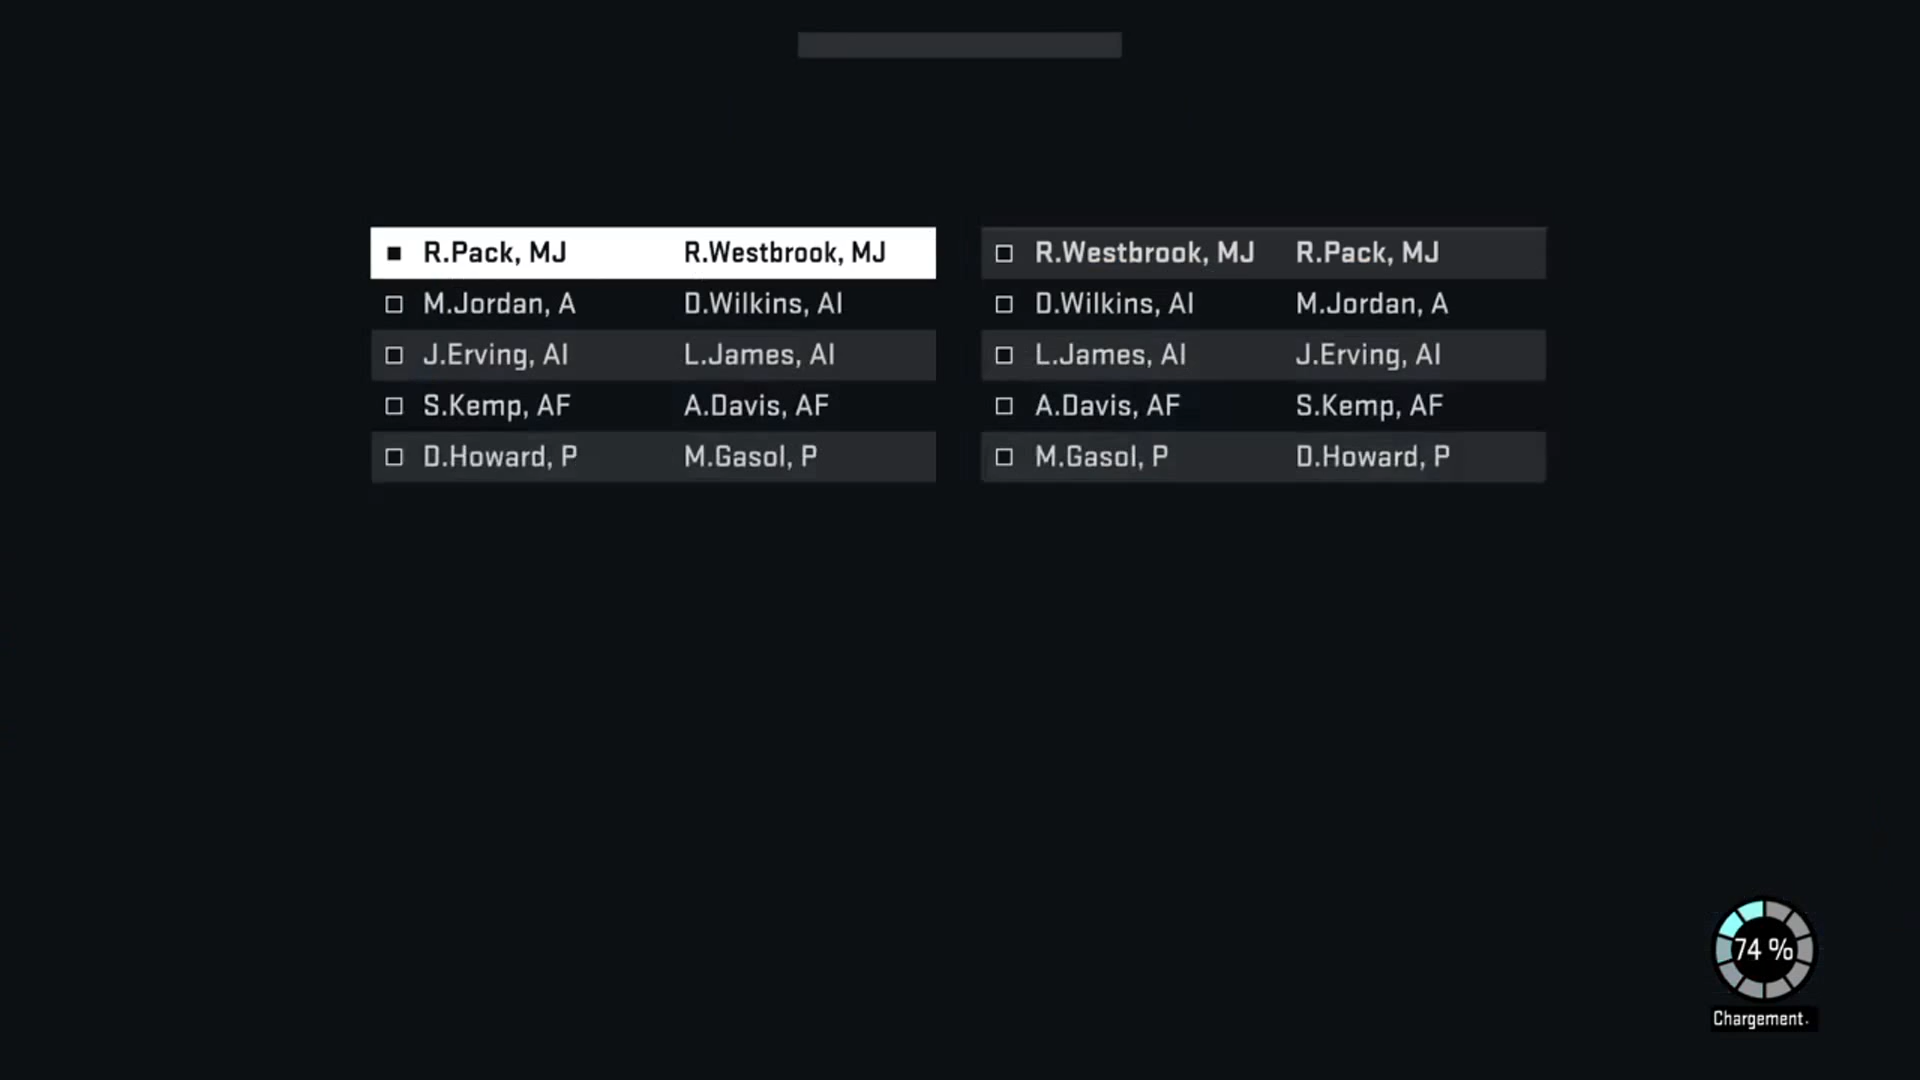 R.Pack, MJ R.Westbrook, MJ
M.Jordan, A D.Wilkins, AI
J.Erving, AI L.James, AI
S.Kemp, AF A.Davis, AF
D.Howard, P M.Gasol, P
R.Westbrook, MJ R.Pack, MJ
D.Wilkins, AI M.Jordan, A
L.James, AI J.Erving, AI
A.Davis, AF S.Kemp, AF
M.Gasol, P D.Howard, P
74 %
Chargement.